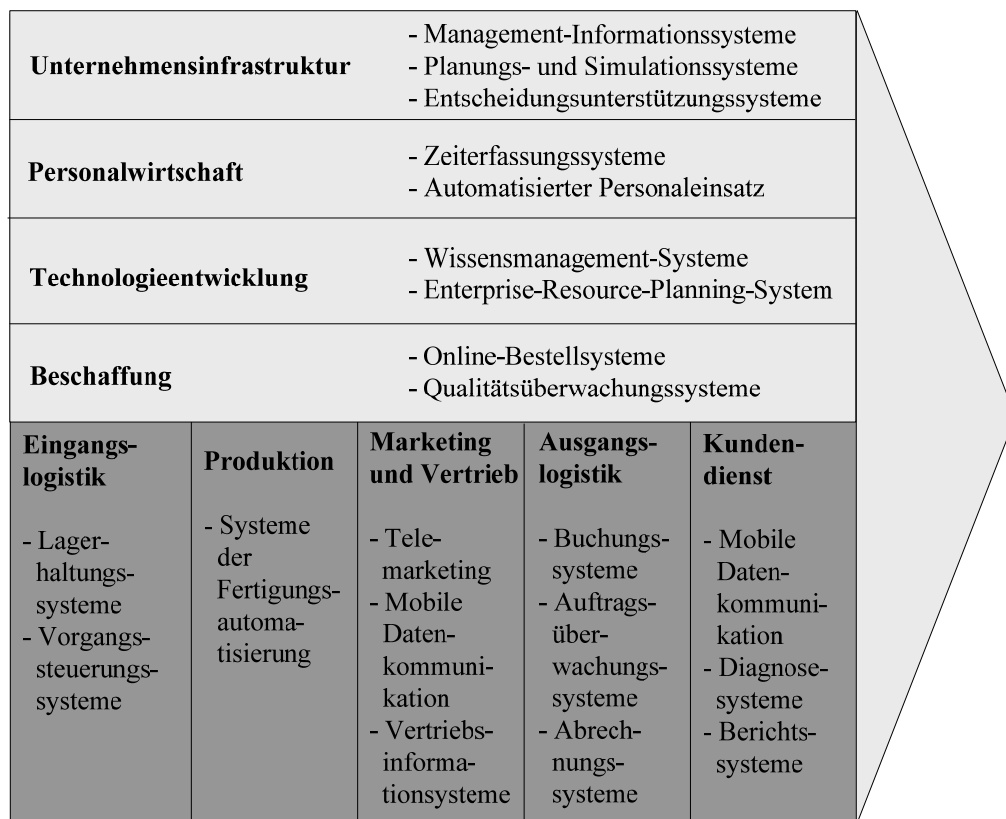 Unternehmensinfrastruktur
- Management-Informationssysteme
- Planungs- und Simulationssysteme
- Entscheidungsunterstützungssysteme
Personalwirtschaft
- Zeiterfassungssysteme
- Automatisierter Personaleinsatz
Technologieentwicklung
- Wissensmanagement-Systeme
- Enterprise-Resource-Planning-System
Beschaffung
- Online-Bestellsysteme
- Qualitätsüberwachungssysteme
Eingangs-
logistik
- Lager-
haltungs-
systeme
- Vorgangs-
steuerungs-
systeme
Produktion
- Systeme
der
Fertigungs-
automa-
tisierung
Marketing
und Vertrieb
- Tele-
marketing
- Mobile
Daten-
kommuni-
kation
- Vertriebs-
informa-
tionsysteme
Ausgangs-
logistik
- Buchungs-
systeme
- Auftrags-
über-
wachungs-
systeme
- Abrech-
nungs-
systeme
Kunden-
dienst
- Mobile
Daten-
kommuni-
kation
- Diagnose-
systeme
- Berichts-
systeme